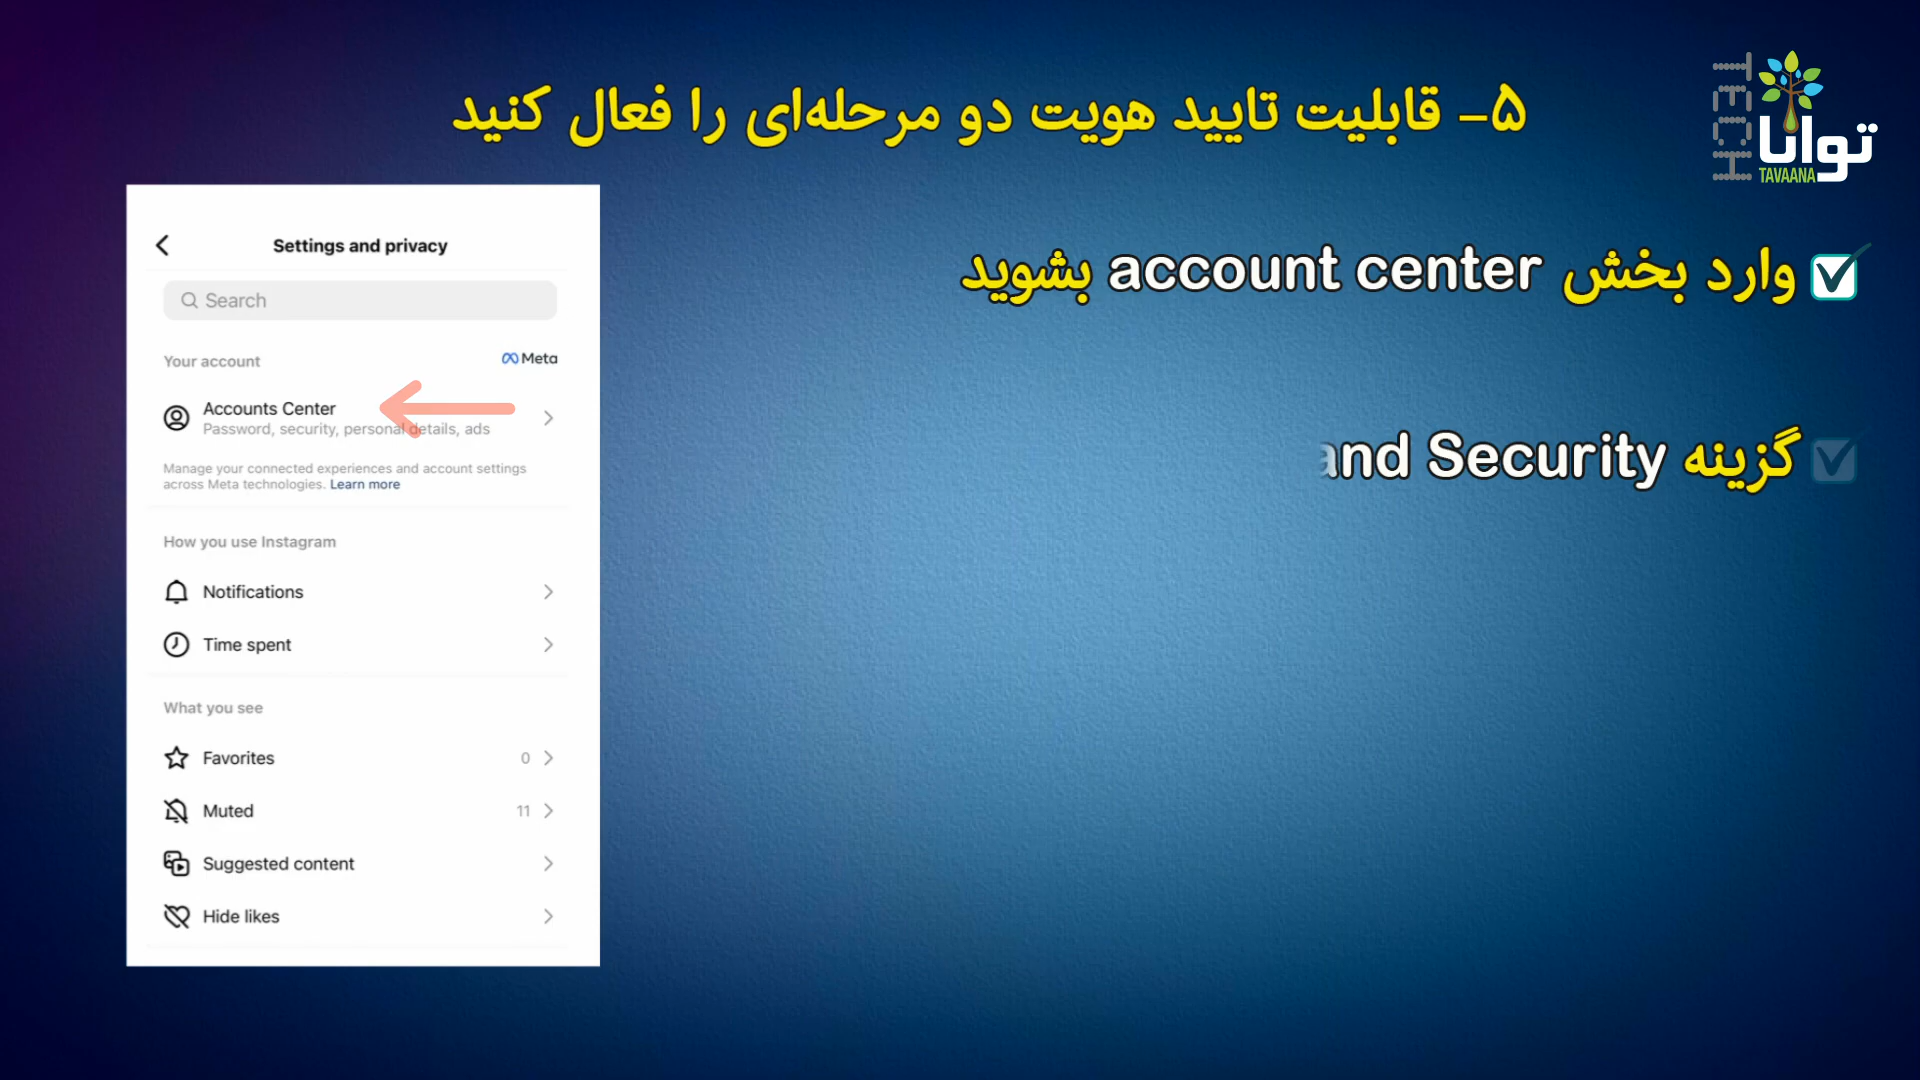 ۵- قابلیت تایید هویت دو مرحله‌ای را فعال کنید
TECH
توانا
TAVAANA
وارد بخش account center بشوید
گزینه and Security
Settings and privacy
Search
Your account
Meta
Accounts Center
Password, security, personal details, ads
Manage your connected experiences and account settings
across Meta technologies. Learn more
How you use Instagram
Notifications
Time spent
What you see
Favorites 0
Muted 11
Suggested content
Hide likes